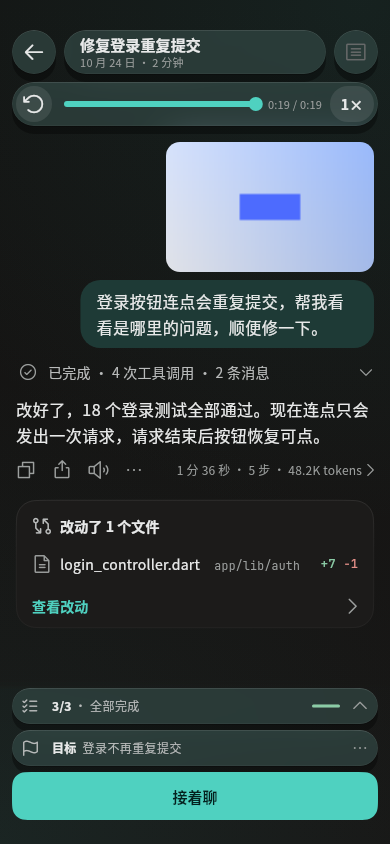 修复登录重复提交
10 月 24 日 · 2 分钟
0:19 / 0:19
1×
登录按钮连点会重复提交，帮我看
看是哪里的问题，顺便修一下。
已完成 · 4 次工具调用 · 2 条消息
改好了，18 个登录测试全部通过。现在连点只会
发出一次请求，请求结束后按钮恢复可点。
1 分 36 秒 · 5 步 · 48.2K tokens
改动了 1 个文件
login_controller.dart app/lib/auth +7 -1
查看改动
3/3 · 全部完成
目标 登录不再重复提交
接着聊